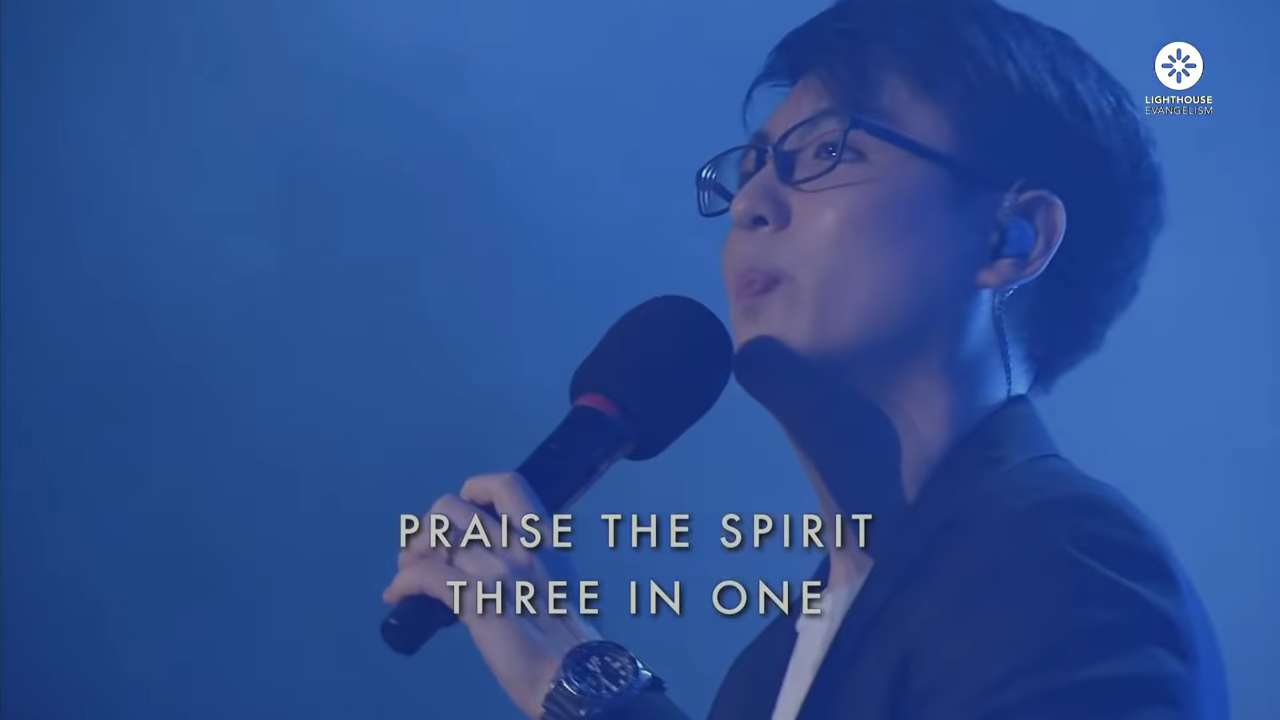 LIGHTHOUSE
EVANGELISM
PRAISE THE SPIRIT
THREE IN ONE